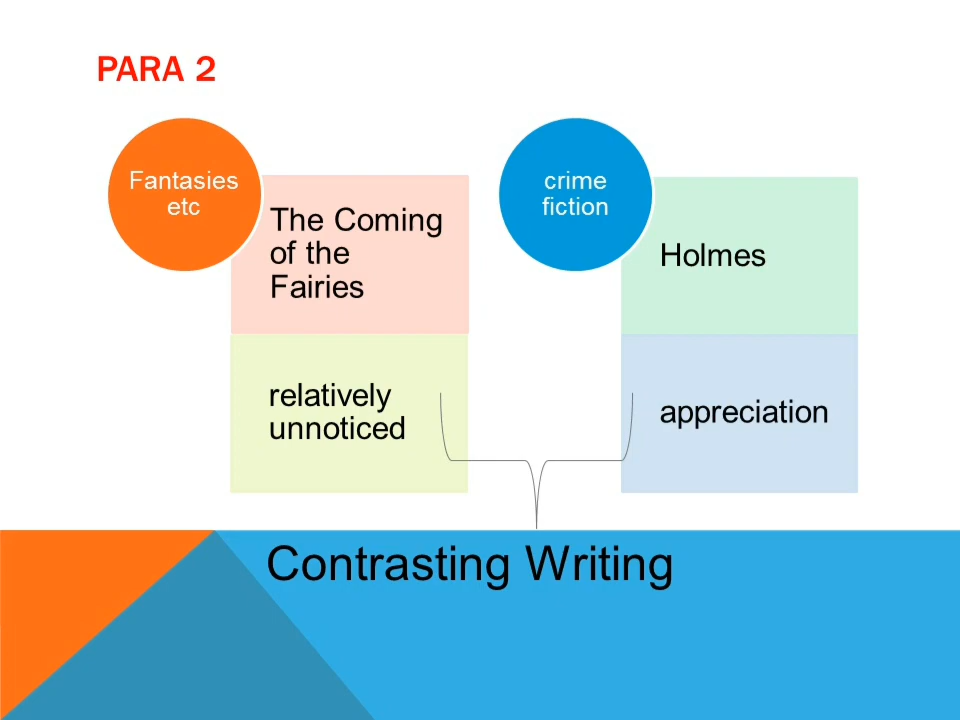 PARA 2
Fantasies
etc
The Coming
of the
Fairies
relatively
unnoticed
crime
fiction
Holmes
appreciation
Contrasting Writing